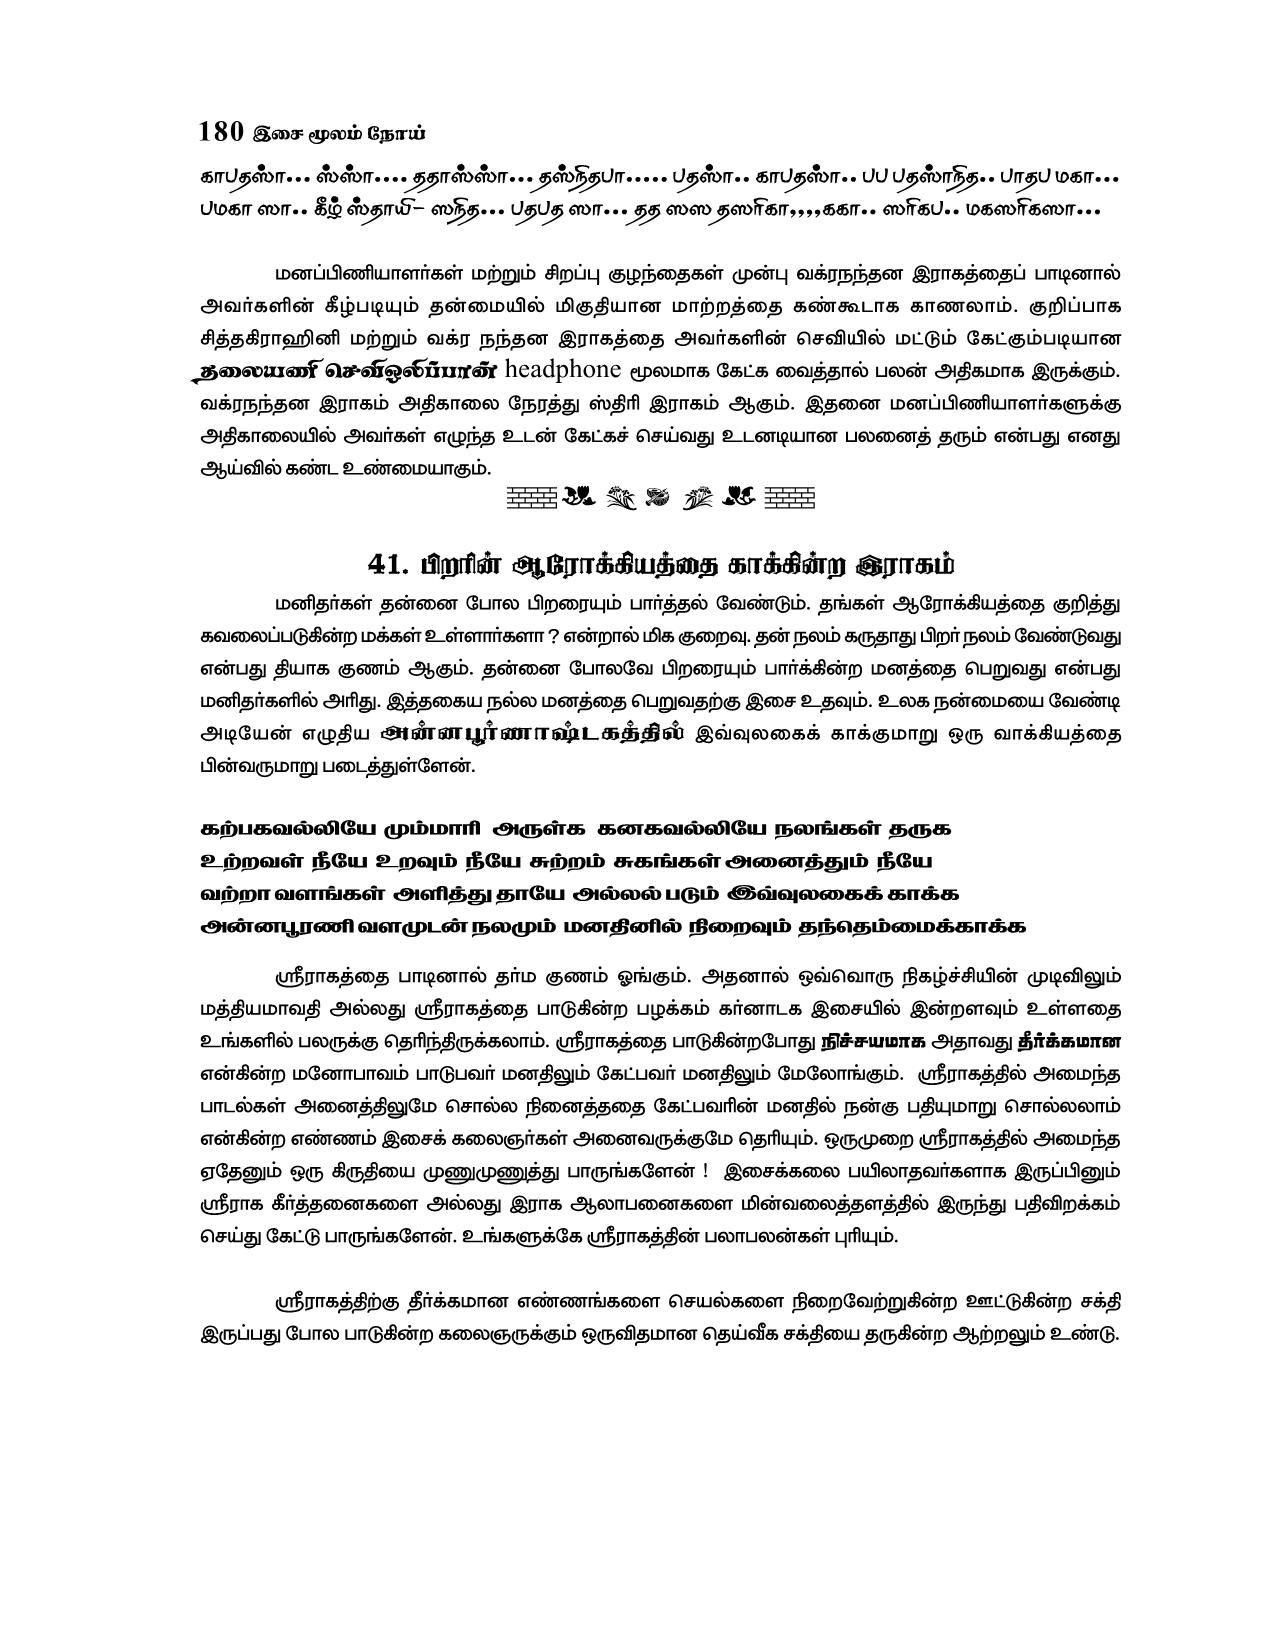 180 இசை மூலம் நோய்
காபதஸா... ஸ்ஸா.... ததாஸ்ஸா... தஸ்நிதபா..... பதஸா.. காபதஸா.. பப பதஸாநித.. பாதப மகா...
பமகா ஸா.. கீழ் ஸ்தாயி– ஸநித... பதபத ஸா... தத ஸஸ தஸரிகா,,,,ககா.. ஸரிகப.. மகஸரிகஸா...
மனப்பிணியாளர்கள் மற்றும் சிறப்பு குழந்தைகள் முன்பு வக்ரநந்தன இராகத்தைப் பாடினால்
அவர்களின் கீழ்படியும் தன்மையில் மிகுதியான மாற்றத்தை கண்கூடாக காணலாம். குறிப்பாக
சித்தகிராஹினி மற்றும் வக்ர நந்தன இராகத்தை அவர்களின் செவியில் மட்டும் கேட்கும்படியான
தலையணி செவிஒலிப்பான் headphone மூலமாக கேட்க வைத்தால் பலன் அதிகமாக இருக்கும்.
வக்ரநந்தன இராகம் அதிகாலை நேரத்து ஸ்திரி இராகம் ஆகும். இதனை மனப்பிணியாளர்களுக்கு
அதிகாலையில் அவர்கள் எழுந்த உடன் கேட்கச் செய்வது உடனடியான பலனைத் தரும் என்பது எனது
ஆய்வில் கண்ட உண்மையாகும்.
41. பிறரின் ஆரோக்கியத்தை காக்கின்ற இராகம்
மனிதர்கள் தன்னை போல பிறரையும் பார்த்தல் வேண்டும். தங்கள் ஆரோக்கியத்தை குறித்து
கவலைப்படுகின்ற மக்கள் உள்ளார்களா ? என்றால் மிக குறைவு. தன் நலம் கருதாது பிறர் நலம் வேண்டுவது
என்பது தியாக குணம் ஆகும். தன்னை போலவே பிறரையும் பார்க்கின்ற மனத்தை பெறுவது என்பது
மனிதர்களில் அரிது. இத்தகைய நல்ல மனத்தை பெறுவதற்கு இசை உதவும். உலக நன்மையை வேண்டி
அடியேன் எழுதிய அன்னபூர்ணாஷ்டகத்தில் இவ்வுலகைக் காக்குமாறு ஒரு வாக்கியத்தை
பின்வருமாறு படைத்துள்ளேன்.
கற்பகவல்லியே மும்மாரி அருள்க கனகவல்லியே நலங்கள் தருக
உற்றவள் நீயே உறவும் நீயே சுற்றம் சுகங்கள் அனைத்தும் நீயே
வற்றா வளங்கள் அளித்து தாயே அல்லல் படும் இவ்வுலகைக் காக்க
அன்னபூரணி வளமுடன் நலமும் மனதினில் நிறைவும் தந்தெம்மைக்காக்க
ஸ்ரீராகத்தை பாடினால் தர்ம குணம் ஓங்கும். அதனால் ஒவ்வொரு நிகழ்ச்சியின் முடிவிலும்
மத்தியமாவதி அல்லது ஸ்ரீராகத்தை பாடுகின்ற பழக்கம் கர்னாடக இசையில் இன்றளவும் உள்ளதை
உங்களில் பலருக்கு தெரிந்திருக்கலாம். ஸ்ரீராகத்தை பாடுகின்றபோது நிச்சயமாக அதாவது தீர்க்கமான
என்கின்ற மனோபாவம் பாடுபவர் மனதிலும் கேட்பவர் மனதிலும் மேலோங்கும். ஸ்ரீராகத்தில் அமைந்த
பாடல்கள் அனைத்திலுமே சொல்ல நினைத்ததை கேட்பவரின் மனதில் நன்கு பதியுமாறு சொல்லலாம்
என்கின்ற எண்ணம் இசைக் கலைஞர்கள் அனைவருக்குமே தெரியும். ஒருமுறை ஸ்ரீராகத்தில் அமைந்த
ஏதேனும் ஒரு கிருதியை முணுமுணுத்து பாருங்களேன் ! இசைக்கலை பயிலாதவர்களாக இருப்பினும்
ஸ்ரீராக கீர்த்தனைகளை அல்லது இராக ஆலாபனைகளை மின்வலைத்தளத்தில் இருந்து பதிவிறக்கம்
செய்து கேட்டு பாருங்களேன். உங்களுக்கே ஸ்ரீராகத்தின் பலாபலன்கள் புரியும்.
ஸ்ரீராகத்திற்கு தீர்க்கமான எண்ணங்களை செயல்களை நிறைவேற்றுகின்ற ஊட்டுகின்ற சக்தி
இருப்பது போல பாடுகின்ற கலைஞருக்கும் ஒருவிதமான தெய்வீக சக்தியை தருகின்ற ஆற்றலும் உண்டு.